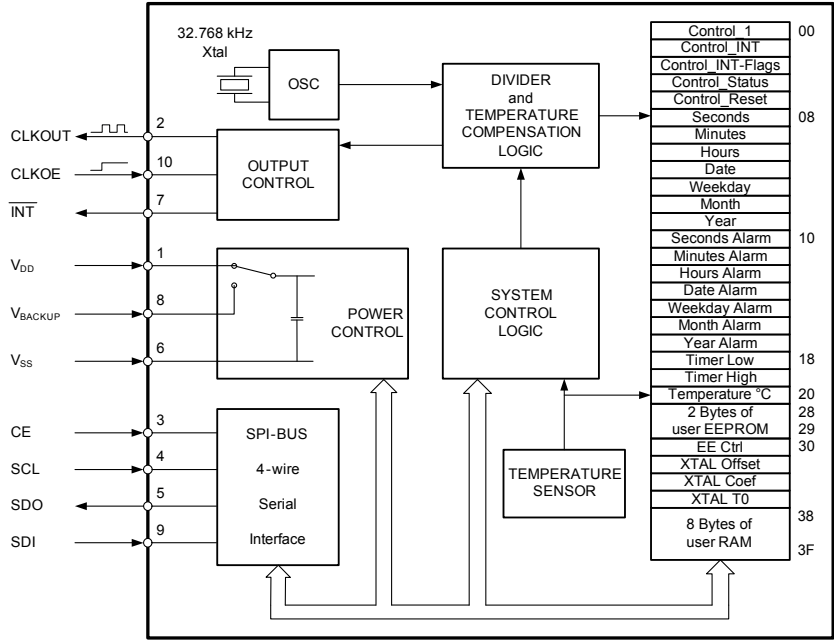 32.768 kHz
Xtal
OSC
DIVIDER
and
TEMPERATURE
COMPENSATION
LOGIC
CLKOUT
2
CLKOE
10
INT
7
OUTPUT
CONTROL
VDD
1
VBACKUP
8
VSS
6
POWER
CONTROL
SYSTEM
CONTROL
LOGIC
CE
3
SCL
4
SDO
5
SDI
9
SPI-BUS
4-wire
Serial
Interface
TEMPERATURE
SENSOR
Control_1 00
Control_INT
Control_INT-Flags
Control_Status
Control_Reset
Seconds 08
Minutes
Hours
Date
Weekday
Month
Year
Seconds Alarm 10
Minutes Alarm
Hours Alarm
Date Alarm
Weekday Alarm
Month Alarm
Year Alarm
Timer Low 18
Timer High
Temperature °C 20
2 Bytes of 28
user EEPROM 29
EE Ctrl 30
XTAL Offset
XTAL Coef
XTAL T0
38
8 Bytes of
user RAM
3F